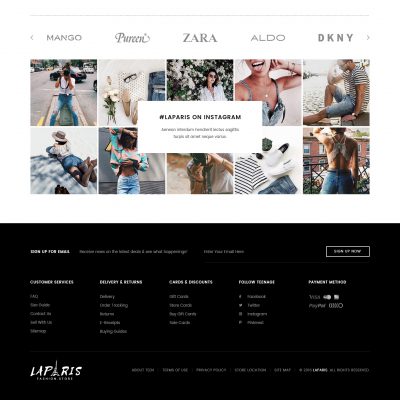 MANGO Pureen ZARA ALDO DKNY
#LAPARIS ON INSTAGRAM
Aenean interdum hendrerit lectus sagittis
turpis sit amet neque varius.
SIGN UP FOR EMAIL Receive news on the latest deals & see what happenings! Enter Your Email Here SIGN UP NOW
CUSTOMER SERVICES DELIVERY & RETURNS CARDS & DISCOUNTS FOLLOW TEENAGE PAYMENT METHOD
FAQ Delivery Gift Cards Facebook VISA
Size Guide Order Tracking Store Cards Twitter PayPal
Contact Us Returns Buy Gift Cards Instagram
Sell With Us E-Receipts Sale Cards Pinterest
Sitemap Buying Guides
LAPARIS
FASHION STORE
ABOUT TEEN TERMS OF USE PRIVACY POLICY STORE LOCATION SITE MAP © 2016 LAPARIS. ALL RIGHTS RESERVED.